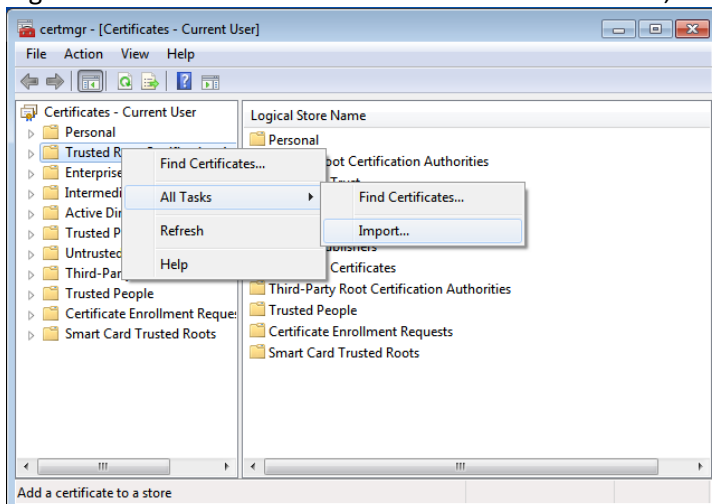 certmgr - [Certificates - Current User]
File Action View Help
Certificates - Current User
Personal
Trusted R
Enterprise
Intermedi
Active Dir
Trusted P
Untrusted
Third-Par
Trusted People
Certificate Enrollment Reques
Smart Card Trusted Roots
Find Certificates...
All Tasks
Refresh
Help
Find Certificates...
Import...
Logical Store Name
Personal
oot Certification Authorities
Certificates
Third-Party Root Certification Authorities
Trusted People
Certificate Enrollment Requests
Smart Card Trusted Roots
Add a certificate to a store